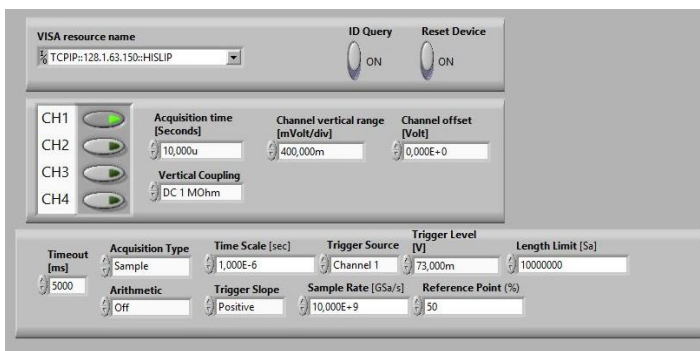 VISA resource name
ID Query
Reset Device
TCPIP::128.1.63.150::HISLIP
ON
ON
CH1
CH2
CH3
CH4
Acquisition time
[Seconds]
10,000u
Channel vertical range
[mVolt/div]
400,000m
Channel offset
[Volt]
0,000E+0
Vertical Coupling
DC 1 MOhm
Timeout
[ms]
5000
Acquisition Type
Sample
Time Scale [sec]
1,000E-6
Trigger Source
Channel 1
Trigger Level
[V]
73,000m
Length Limit [Sa]
10000000
Arithmetic
Off
Trigger Slope
Positive
Sample Rate [GSa/s]
10,000E+9
Reference Point (%)
50